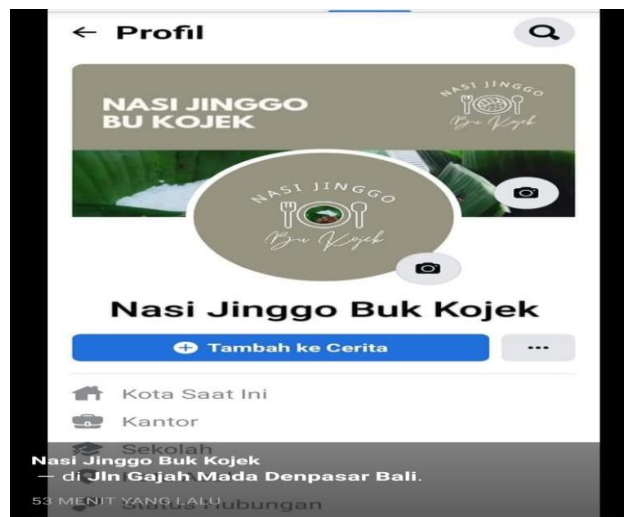 ← Profil
NASI JINGGO
BU KOJEK
NASI JINGGO
Bu Kojek
NASI JINGGO
Bu Kojek
Nasi Jinggo Buk Kojek
Tambah ke Cerita
Kota Saat Ini
Kantor
Sekolah
Nasi Jinggo Buk Kojek
— di Jln Gajah Mada Denpasar Bali.
53 MENIT YANG LALU
Status Hubungan